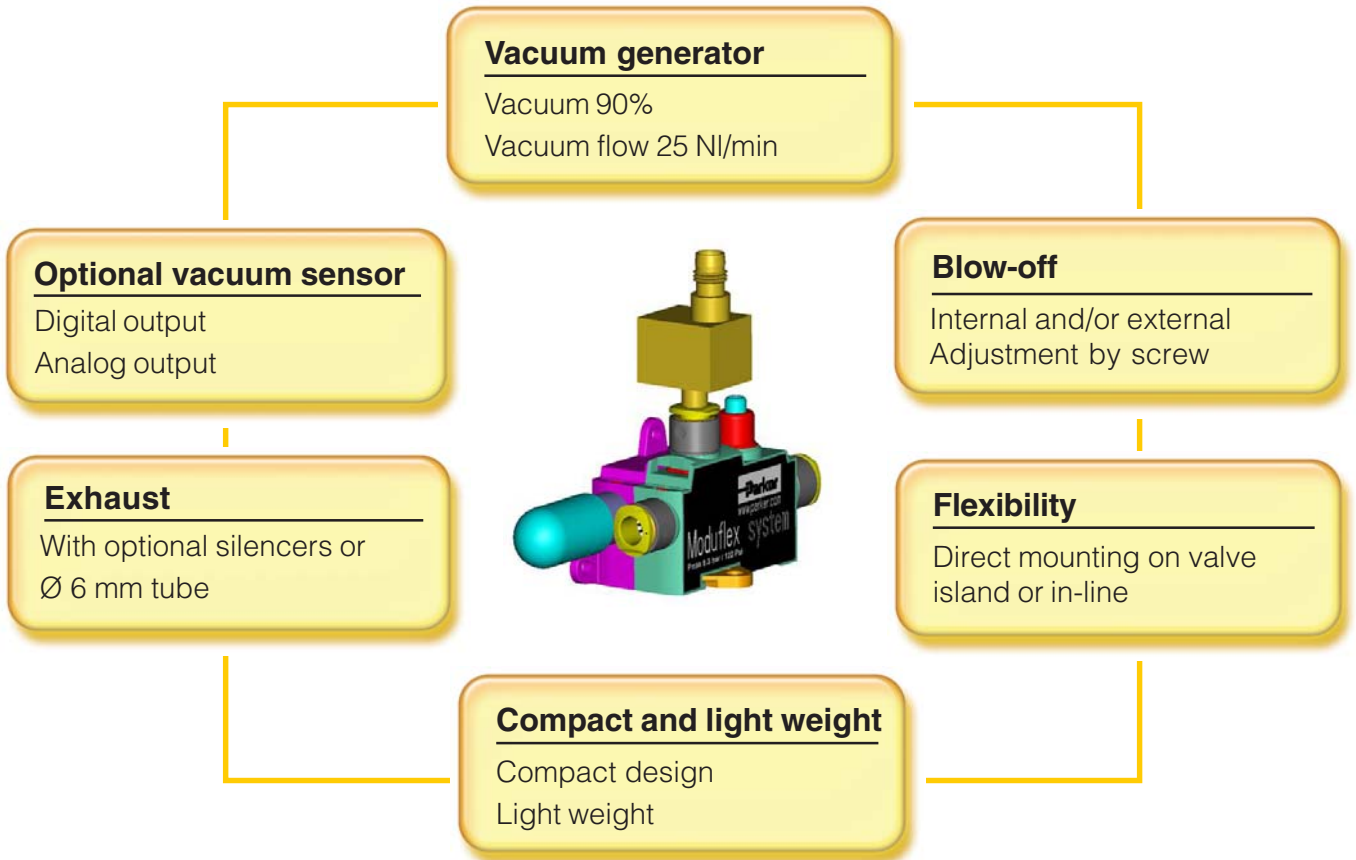 Vacuum generator
Vacuum 90%
Vacuum flow 25 Nl/min
Optional vacuum sensor
Digital output
Analog output
Blow-off
Internal and/or external
Adjustment by screw
Exhaust
With optional silencers or
Ø 6 mm tube
Flexibility
Direct mounting on valve
island or in-line
Compact and light weight
Compact design
Light weight
Parker
www.parker.com
Moduflex system